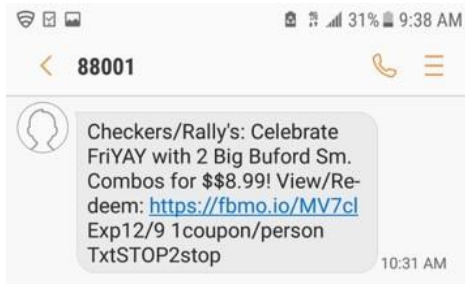 31% 9:38 AM
88001
Checkers/Rally's: Celebrate
FriYAY with 2 Big Buford Sm.
Combos for $$8.99! View/Re-
deem: https://fbmo.io/MV7cl
Exp12/9 1coupon/person
TxtSTOP2stop
10:31 AM